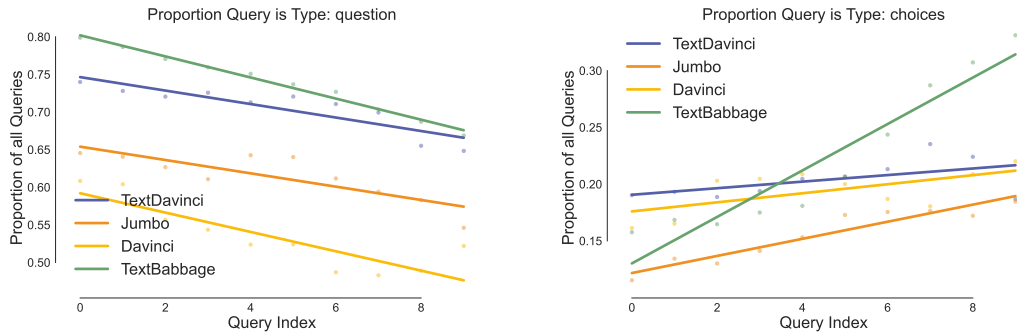 Proportion Query is Type: question
Proportion of all Queries
0.80
0.75
0.70
0.65
0.60
0.55
0.50
TextDavinci
Jumbo
Davinci
TextBabbage
0 2 4 6 8
Query Index
Proportion Query is Type: choices
Proportion of all Queries
TextDavinci
Jumbo
Davinci
TextBabbage
0.30
0.25
0.20
0.15
0 2 4 6 8
Query Index